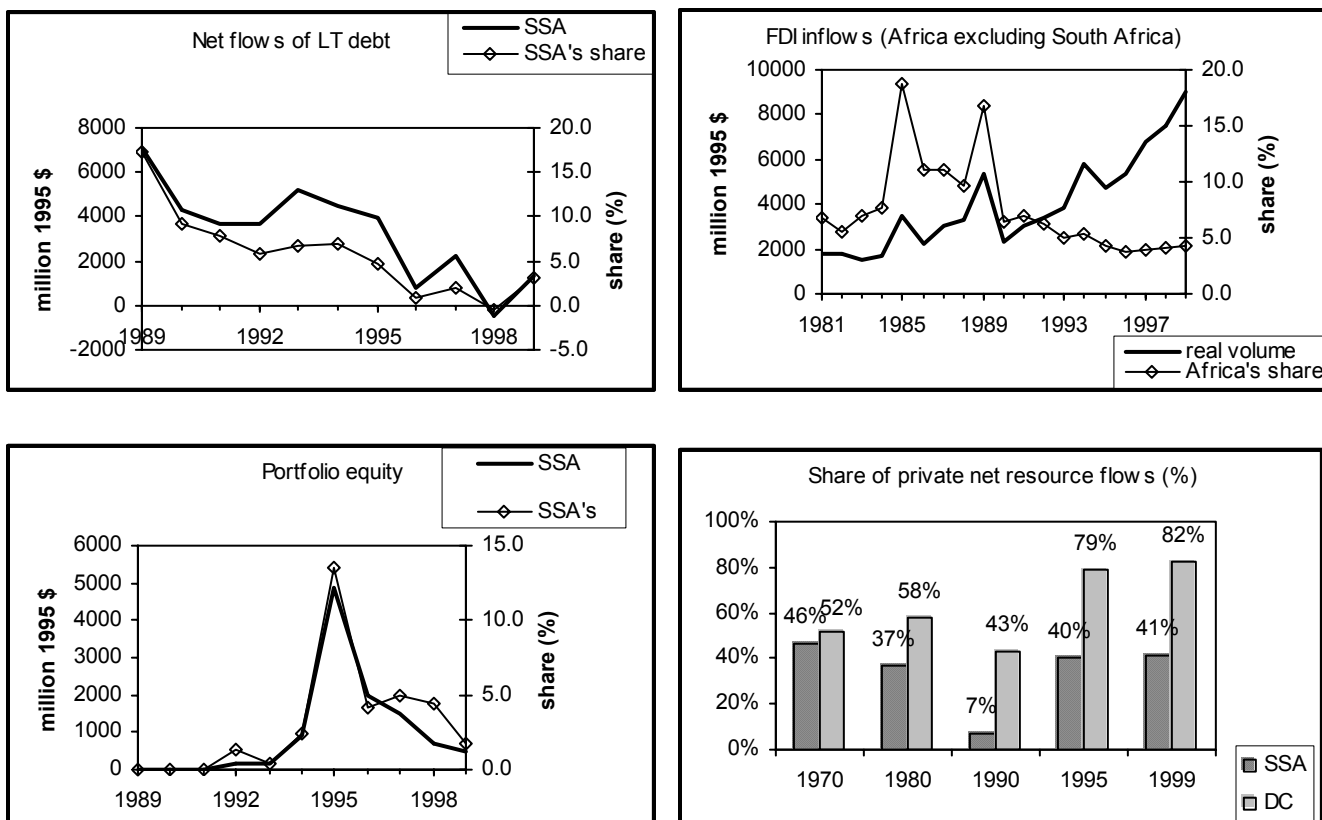 Net flows of LT debt
SSA
SSA's share
million 1995 $
8000
6000
4000
2000
0
-2000
20.0
15.0
10.0
5.0
0.0
-5.0
share (%)
1989 1992 1995 1998
FDI inflows (Africa excluding South Africa)
million 1995 $
10000
8000
6000
4000
2000
0
20.0
15.0
10.0
5.0
0.0
share (%)
1981 1985 1989 1993 1997
real volume
Africa's share
Portfolio equity
SSA
SSA's
million 1995 $
6000
5000
4000
3000
2000
1000
0
15.0
10.0
5.0
0.0
share (%)
1989 1992 1995 1998
Share of private net resource flows (%)
100%
80%
60%
40%
20%
0%
46% 52%
37% 58%
7% 43%
40% 79%
41% 82%
1970 1980 1990 1995 1999
SSA
DC